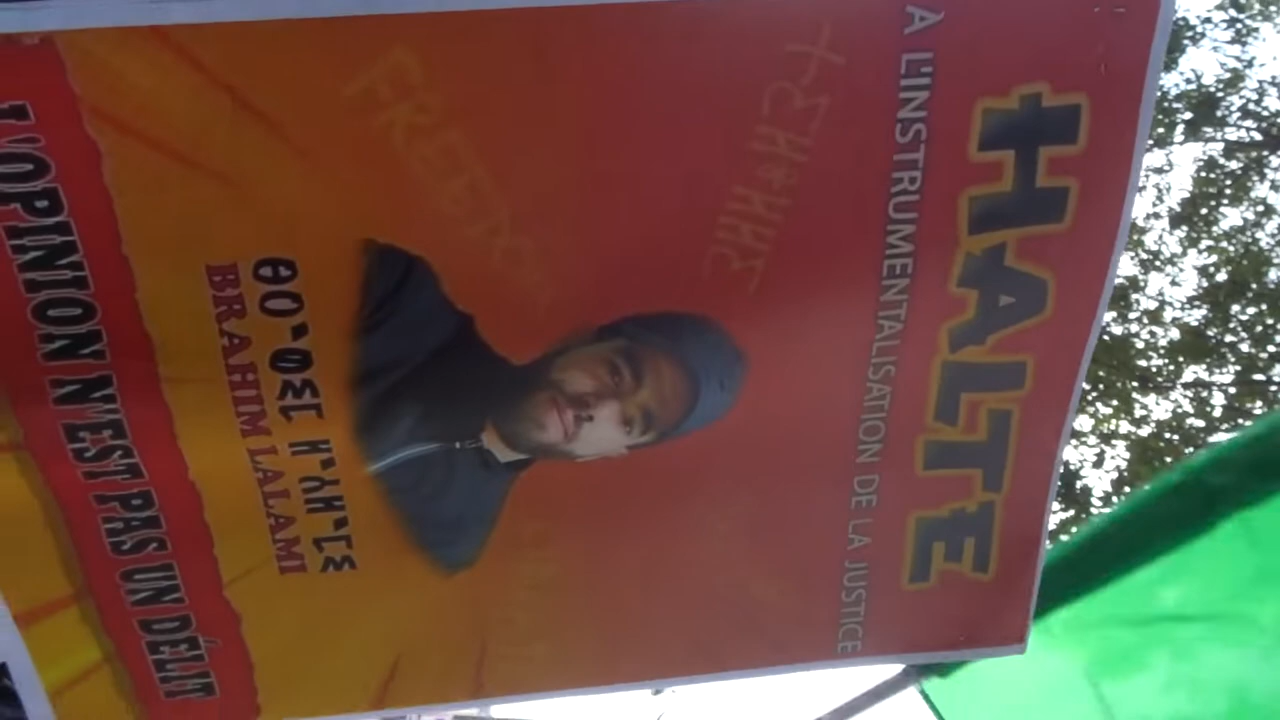 HALTE
A L'INSTRUMENTALISATION DE LA JUSTICE
BRAHIM LALAMI
L'OPINION N'EST PAS UN DÉLIT